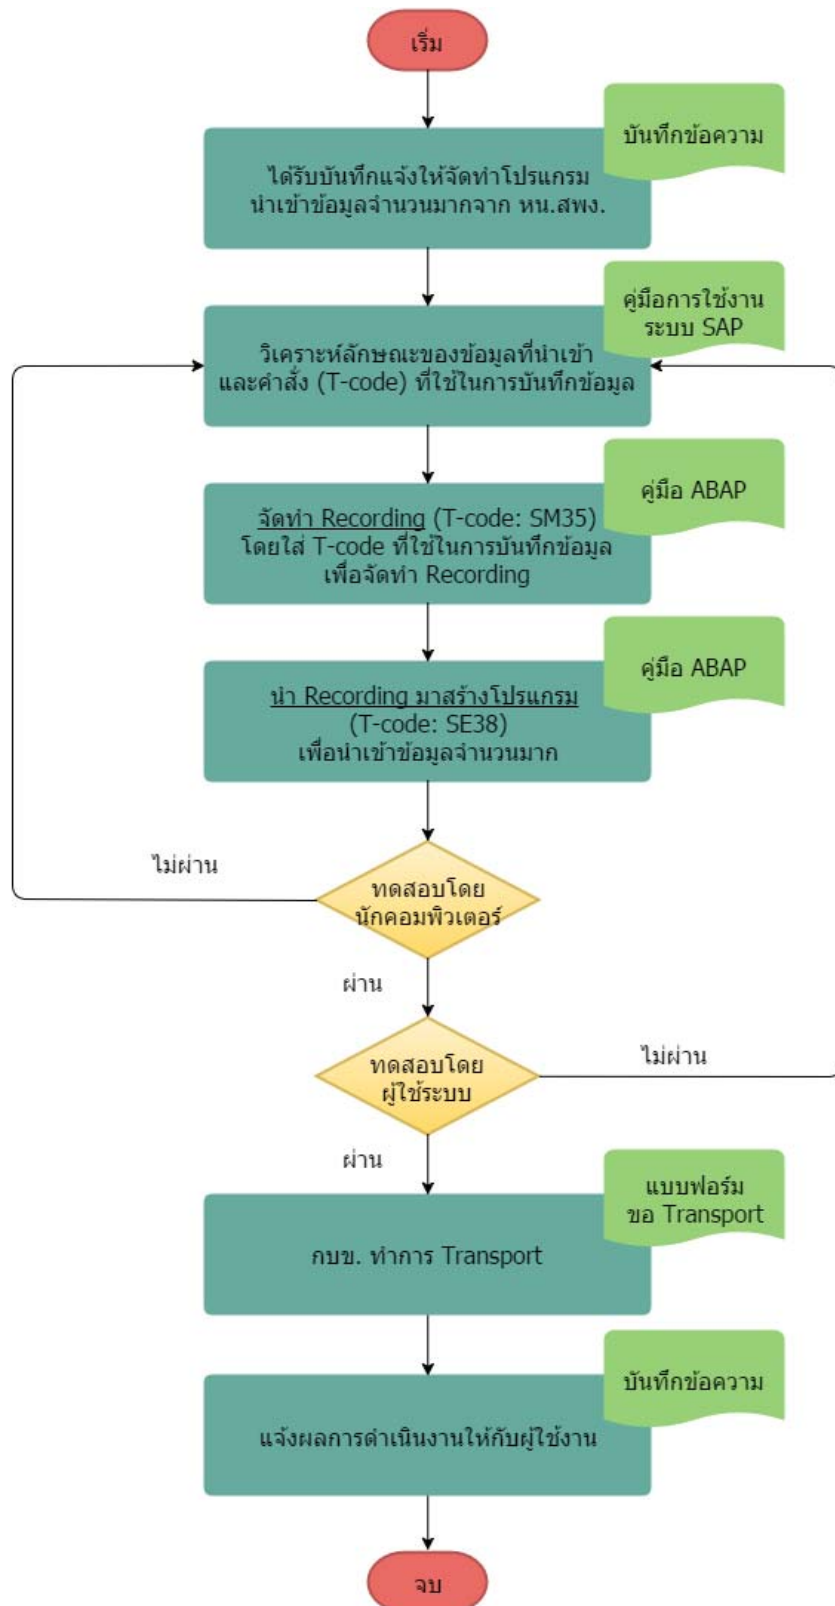 เริ่ม
บันทึกข้อความ
ได้รับบันทึกแจ้งให้จัดทำโปรแกรม
นำเข้าข้อมูลจำนวนมากจาก หน.สพง.
คู่มือการใช้งาน
ระบบ SAP
วิเคราะห์ลักษณะของข้อมูลที่นำเข้า
และคำสั่ง (T-code) ที่ใช้ในการบันทึกข้อมูล
คู่มือ ABAP
จัดทำ Recording (T-code: SM35)
โดยใส่ T-code ที่ใช้ในการบันทึกข้อมูล
เพื่อจัดทำ Recording
คู่มือ ABAP
นำ Recording มาสร้างโปรแกรม
(T-code: SE38)
เพื่อนำเข้าข้อมูลจำนวนมาก
ไม่ผ่าน
ทดสอบโดย
นักคอมพิวเตอร์
ผ่าน
ทดสอบโดย
ผู้ใช้ระบบ
ไม่ผ่าน
ผ่าน
แบบฟอร์ม
ขอ Transport
กบข. ทำการ Transport
บันทึกข้อความ
แจ้งผลการดำเนินงานให้กับผู้ใช้งาน
จบ